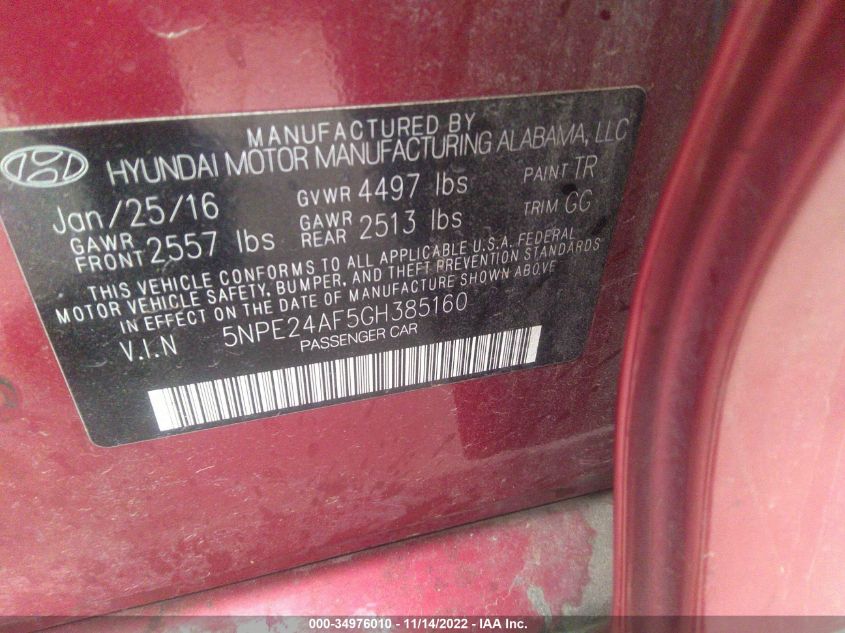 MANUFACTURED BY
HYUNDAI MOTOR MANUFACTURING ALABAMA, LLC
Jan/25/16 GVWR 4497 lbs PAINT TR
GAWR FRONT 2557 lbs GAWR REAR 2513 lbs TRIM GG
THIS VEHICLE CONFORMS TO ALL APPLICABLE U.S.A. FEDERAL
MOTOR VEHICLE SAFETY, BUMPER, AND THEFT PREVENTION STANDARDS
IN EFFECT ON THE DATE OF MANUFACTURE SHOWN ABOVE
V.I.N 5NPE24AF5GH385160
PASSENGER CAR
000-34976010 - 11/14/2022 - IAA Inc.